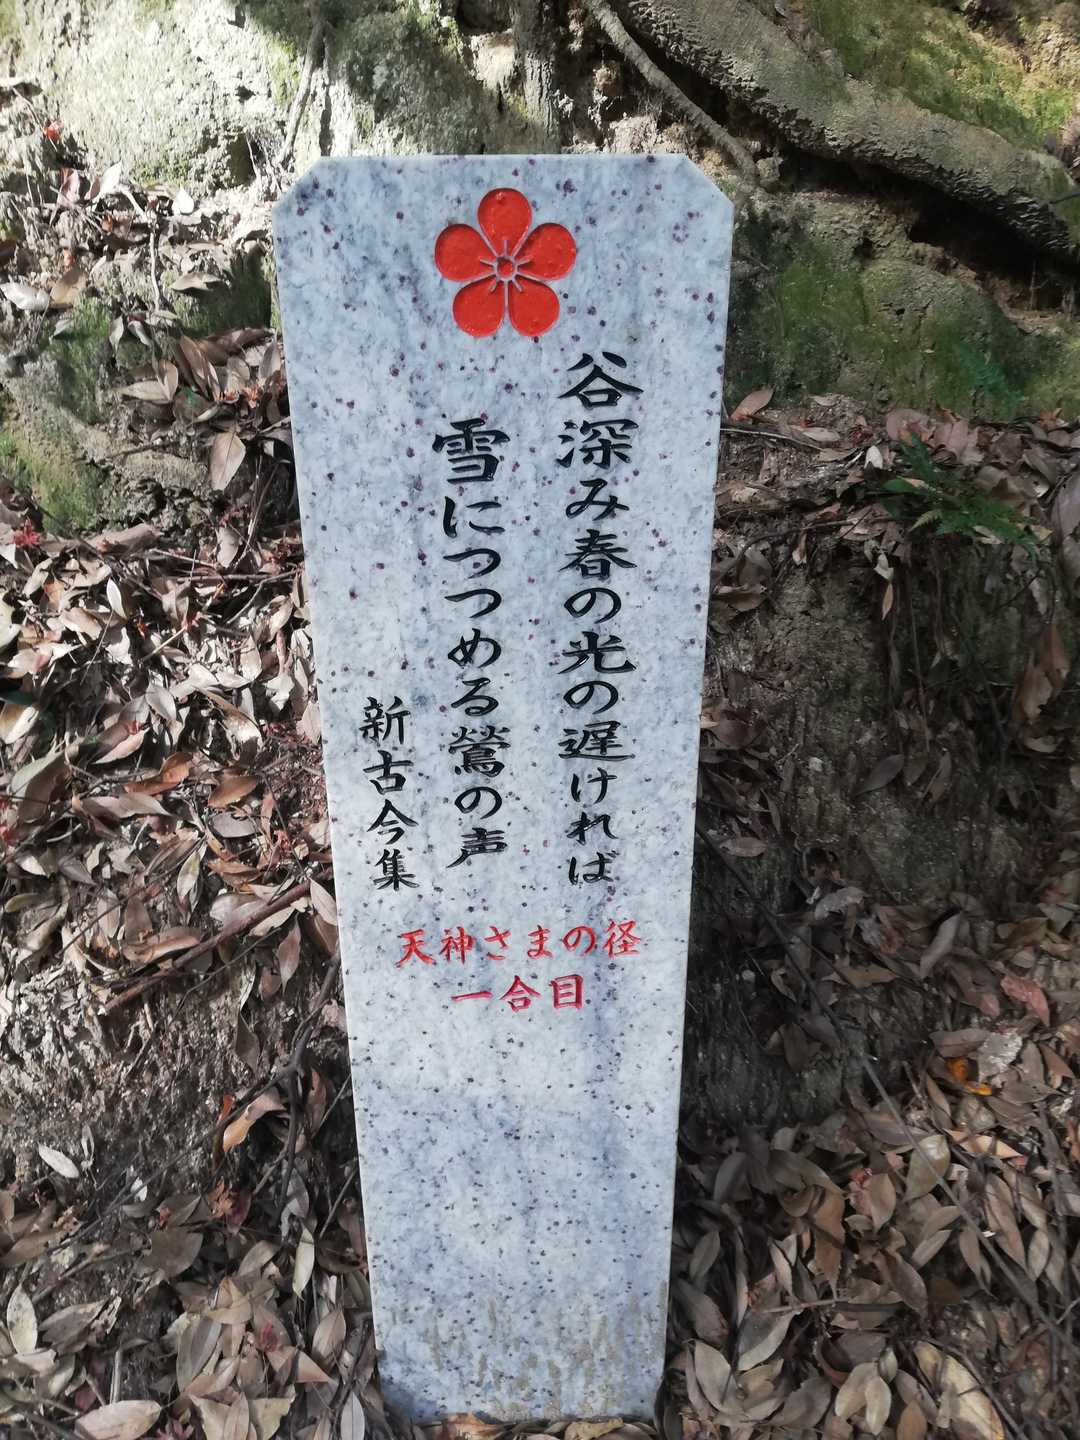 谷深み春の光の遅ければ
雪につつめる鶯の声
新古今集
天神さまの径
一合目